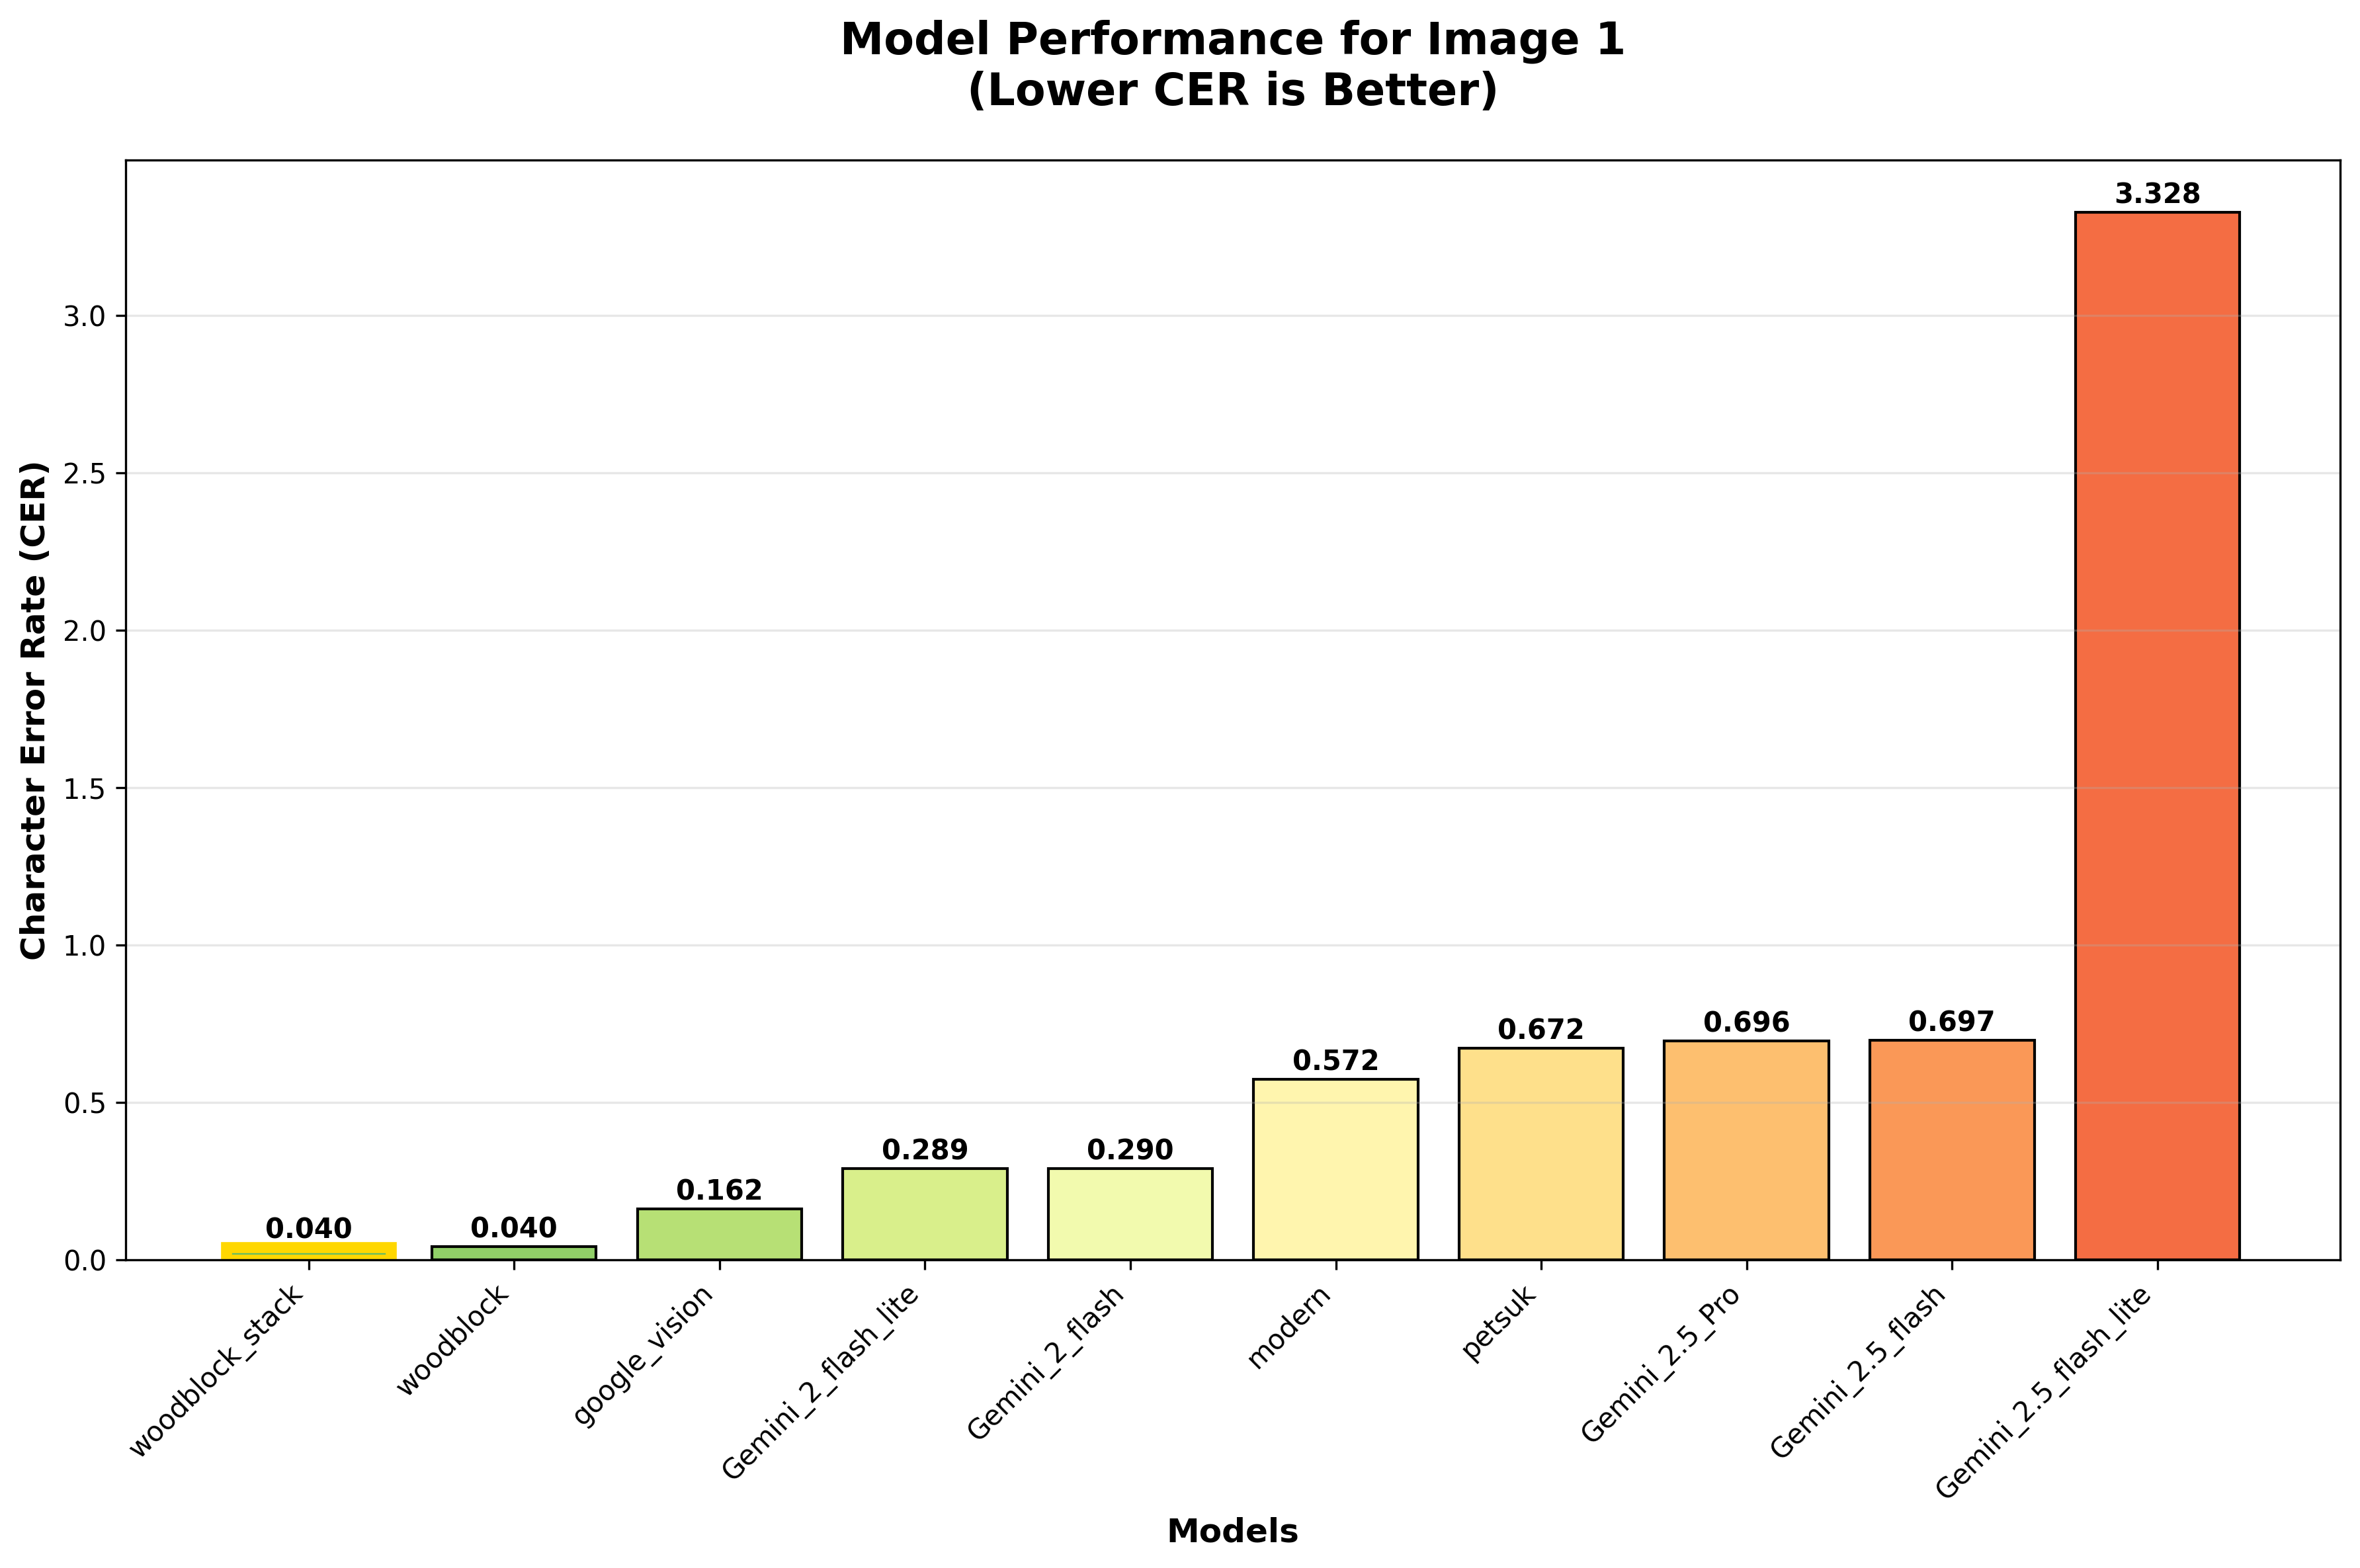 Model Performance for Image 1
(Lower CER is Better)
Character Error Rate (CER)
3.0
2.5
2.0
1.5
1.0
0.5
0.0
0.040
0.040
0.162
0.289
0.290
0.572
0.672
0.696
0.697
3.328
woodblock_stack
woodblock
google_vision
Gemini_2_flash_lite
Gemini_2_flash
modern
petsuk
Gemini_2.5_Pro
Gemini_2.5_flash
Gemini_2.5_flash_lite
Models